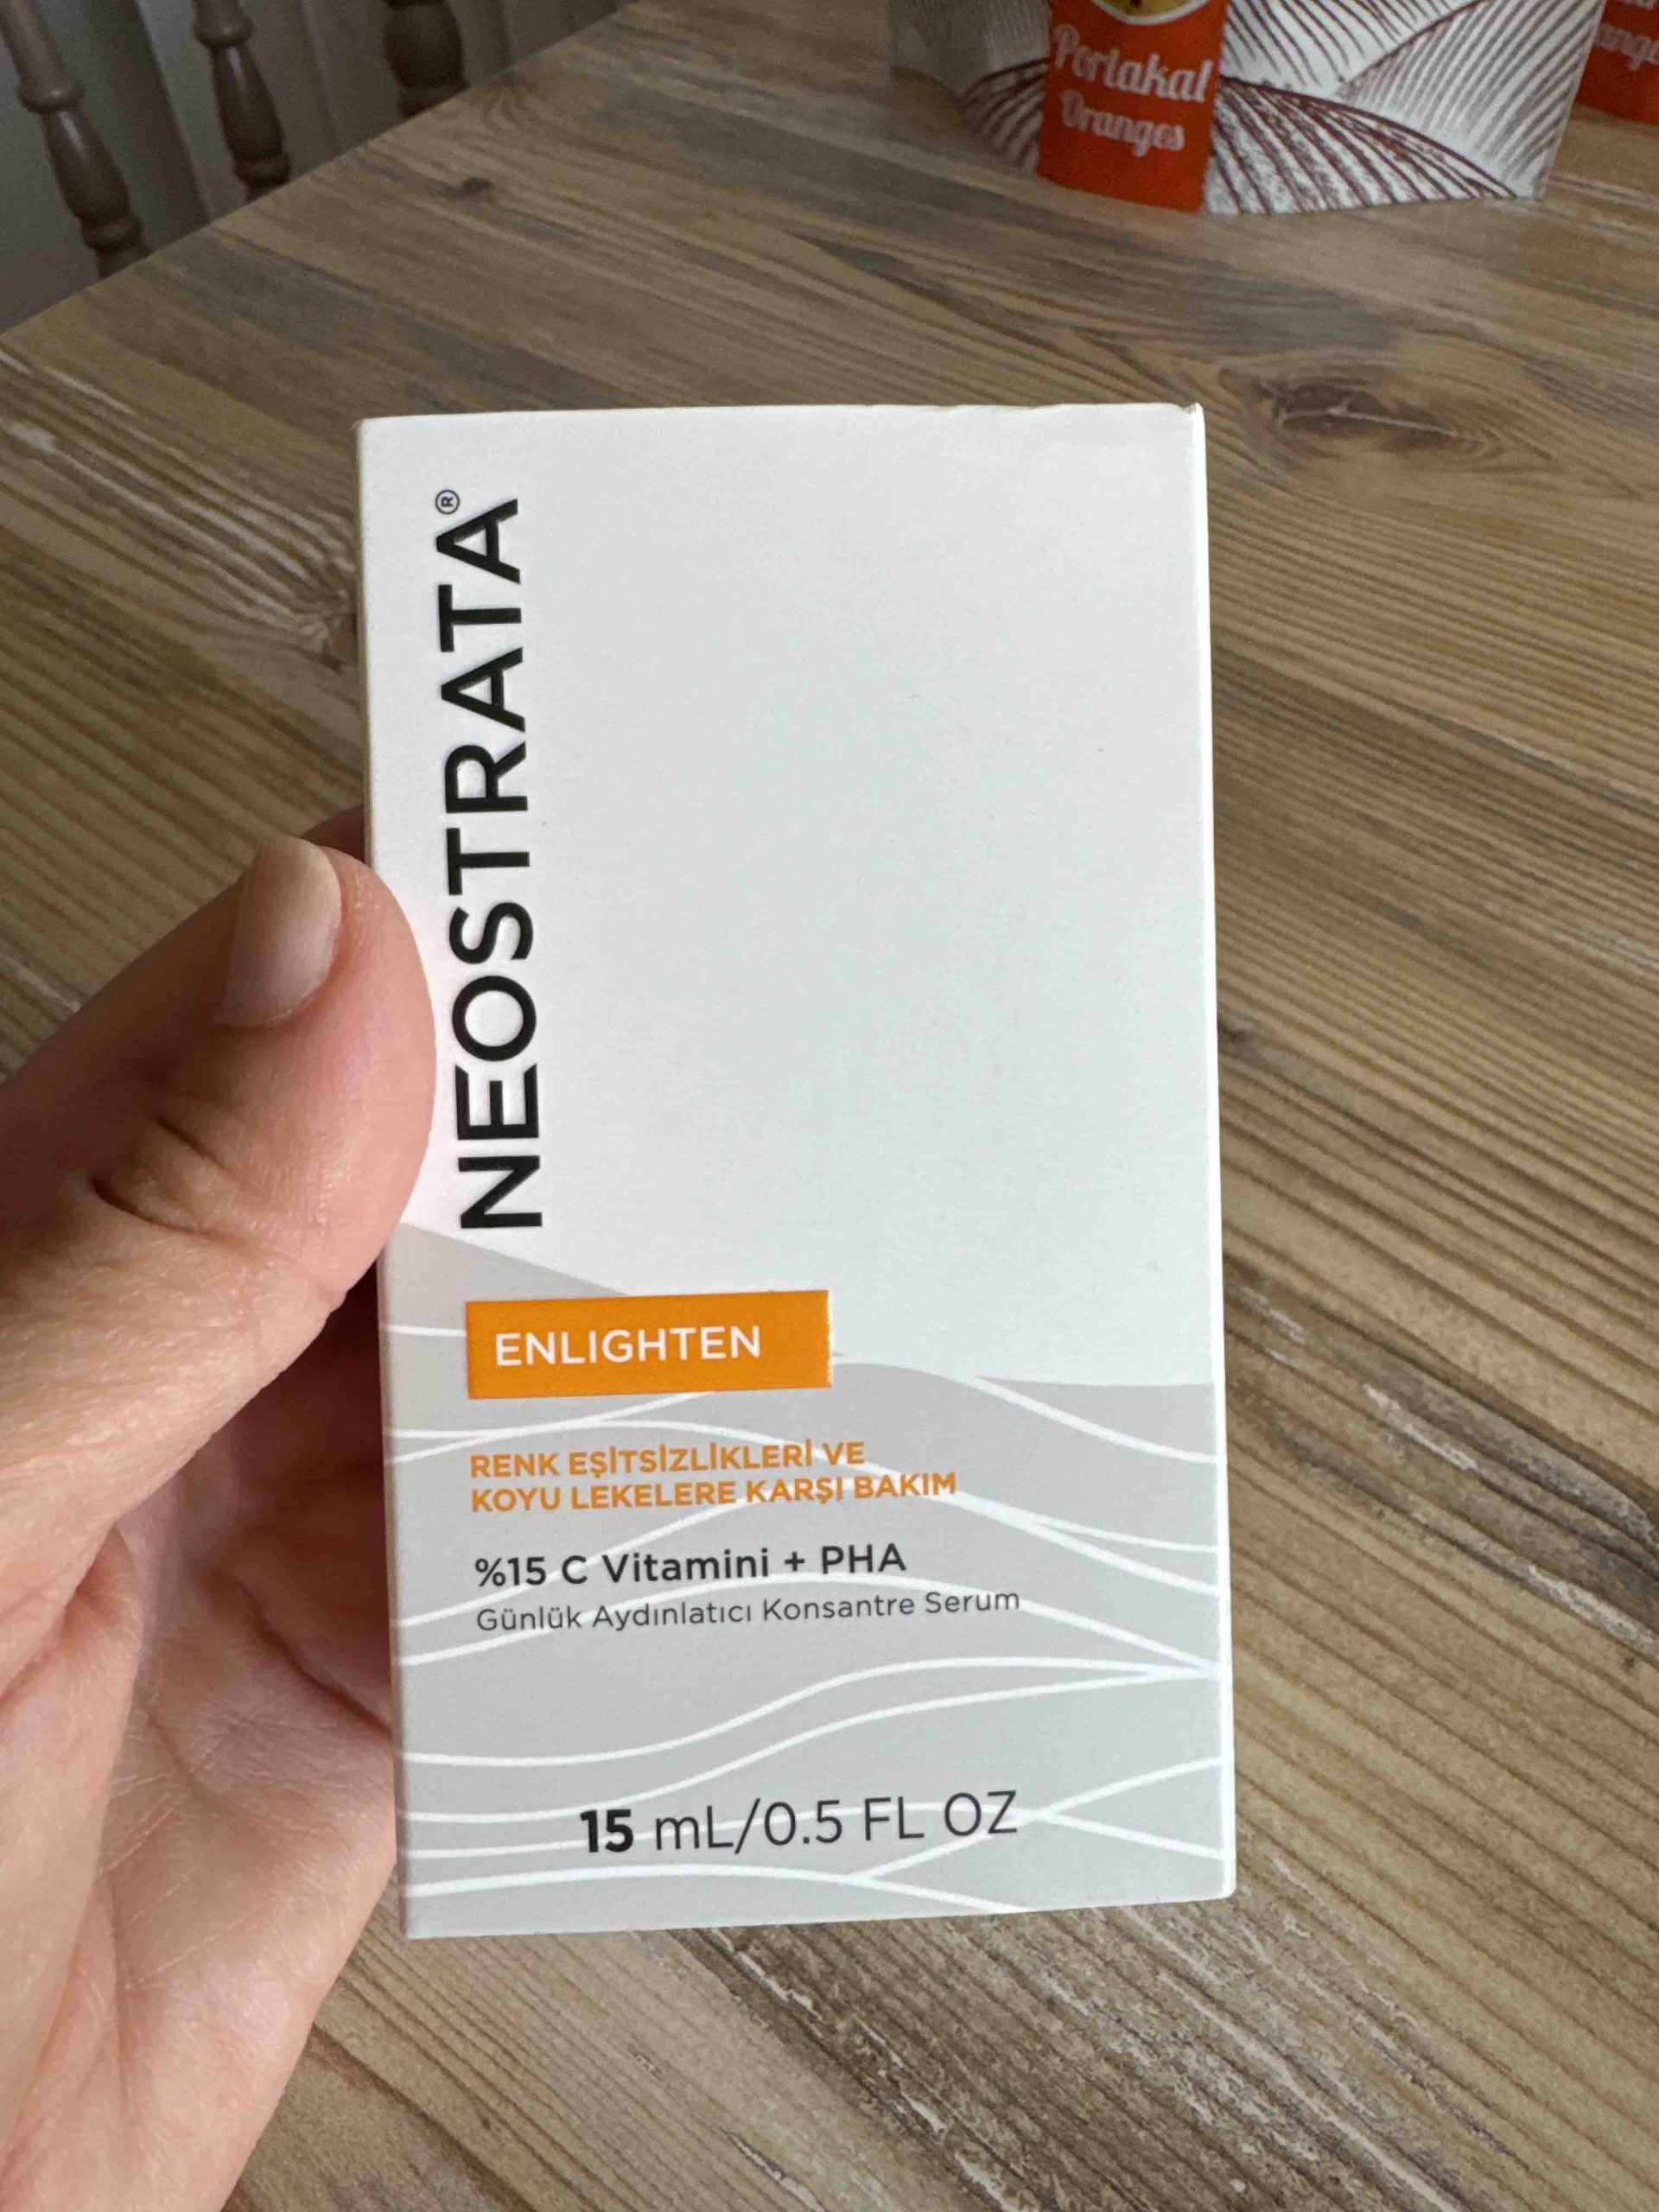 Portakal
Oranges
NEOSTRATA®
ENLIGHTEN
RENK EŞİTSİZLİKLERİ VE
KOYU LEKELERE KARŞI BAKIM
%15 C Vitamini + PHA
Günlük Aydınlatıcı Konsantre Serum
15 mL/0.5 FL OZ